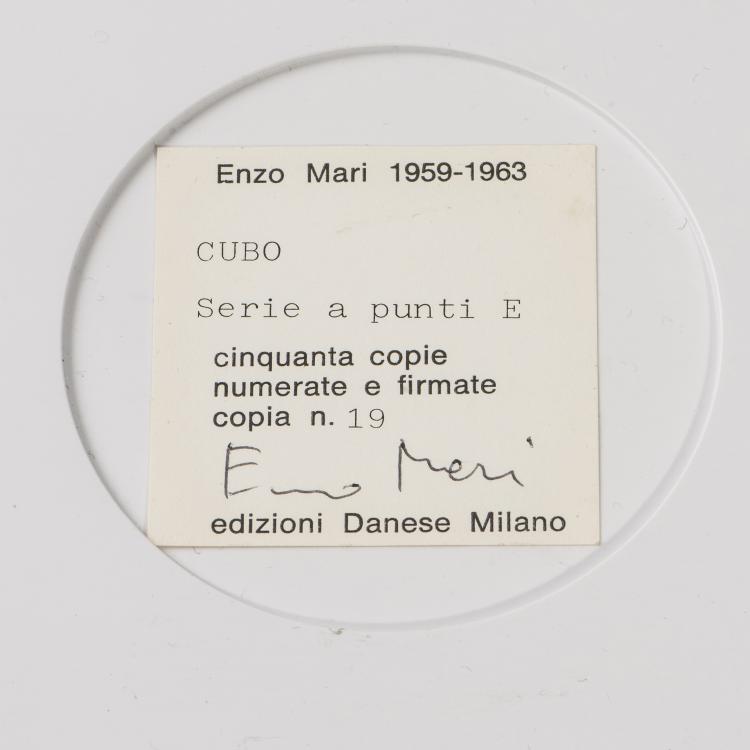 Enzo Mari 1959-1963
CUBO
Serie a punti E
cinquanta copie
numerate e firmate
copia n. 19
Enzo Mari
edizioni Danese Milano